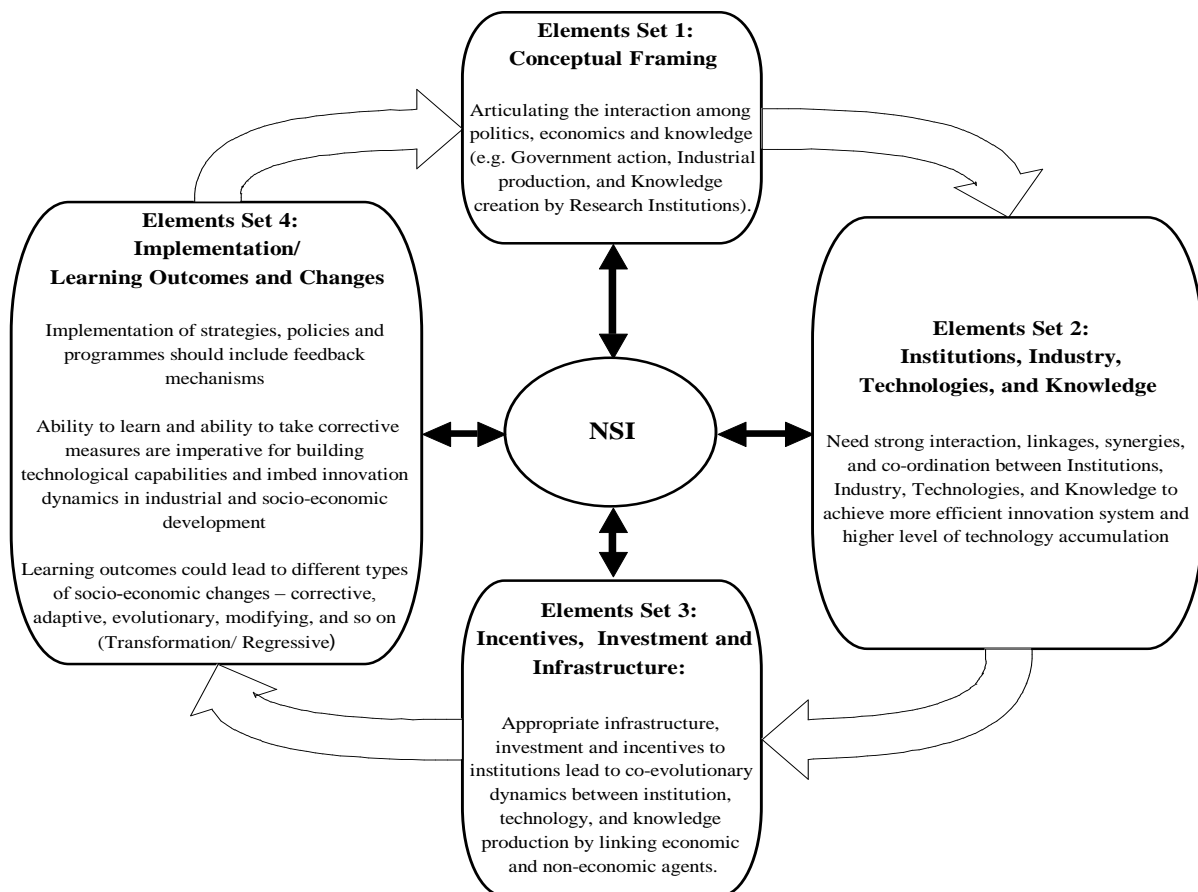 Elements Set 1:
Conceptual Framing
Articulating the interaction among
politics, economics and knowledge
(e.g. Government action, Industrial
production, and Knowledge
creation by Research Institutions).
Elements Set 2:
Institutions, Industry,
Technologies, and Knowledge
Need strong interaction, linkages, synergies,
and co-ordination between Institutions,
Industry, Technologies, and Knowledge to
achieve more efficient innovation system and
higher level of technology accumulation
Elements Set 3:
Incentives, Investment and
Infrastructure:
Appropriate infrastructure,
investment and incentives to
institutions lead to co-evolutionary
dynamics between institution,
technology, and knowledge
production by linking economic
and non-economic agents.
Elements Set 4:
Implementation/
Learning Outcomes and Changes
Implementation of strategies, policies and
programmes should include feedback
mechanisms
Ability to learn and ability to take corrective
measures are imperative for building
technological capabilities and imbed innovation
dynamics in industrial and socio-economic
development
Learning outcomes could lead to different types
of socio-economic changes – corrective,
adaptive, evolutionary, modifying, and so on
(Transformation/ Regressive)
NSI